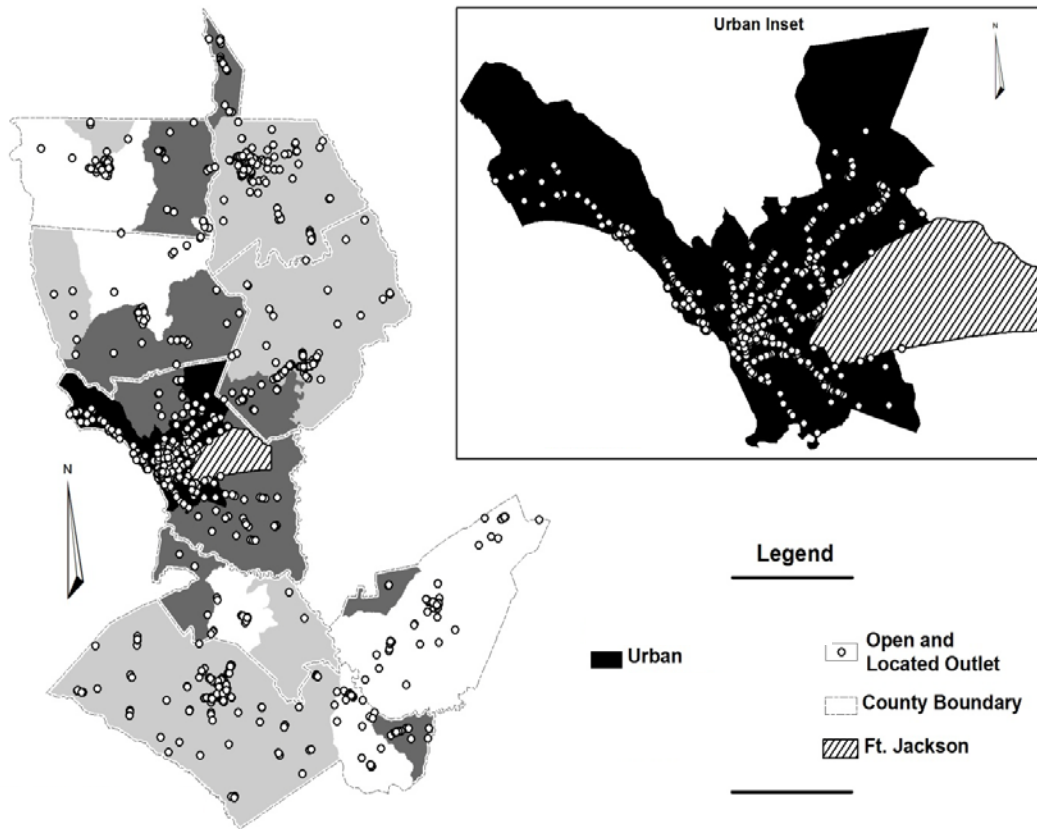 Urban Inset
N
N
Legend
Urban
Open and
Located Outlet
County Boundary
Ft. Jackson